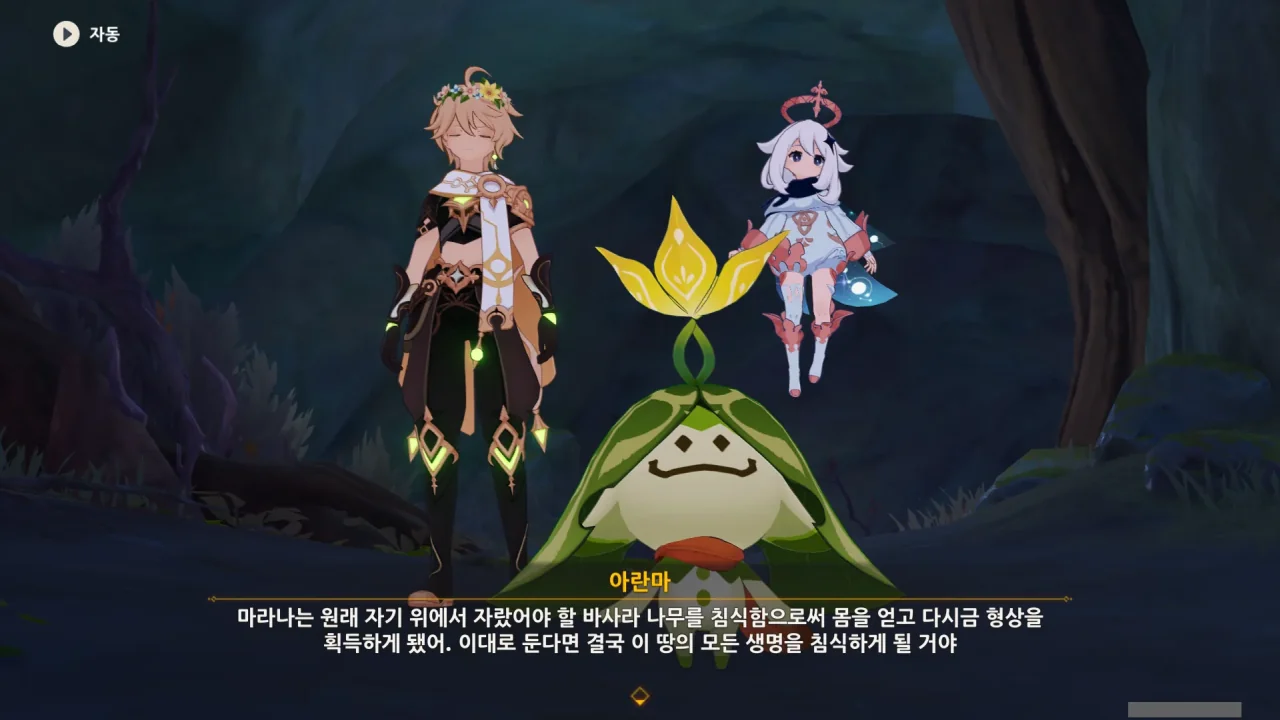 자동
아란마
마라나는 원래 자기 위에서 자랐어야 할 바사라 나무를 침식함으로써 몸을 얻고 다시금 형상을
획득하게 됐어. 이대로 둔다면 결국 이 땅의 모든 생명을 침식하게 될 거야